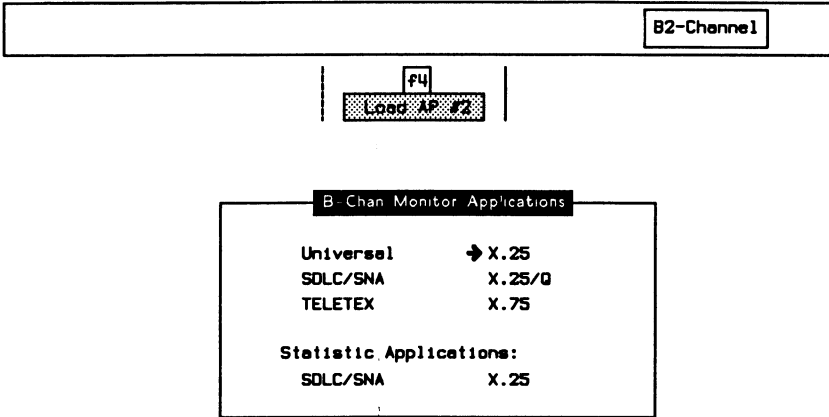 B2-Channel
f4
Load AP #2
B-Chan Monitor Applications
Universal → X.25
SDLC/SNA X.25/Q
TELETEX X.75
Statistic Applications:
SDLC/SNA X.25